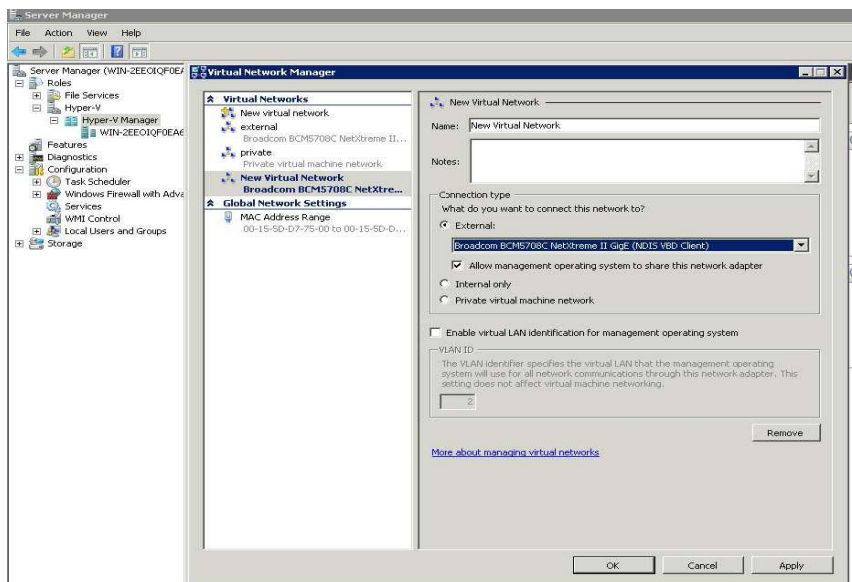 Server Manager
File Action View Help
Server Manager (WIN-2EEOIQF0EA
Roles
File Services
Hyper-V
Hyper-V Manager
WIN-2EEOIQF0EA6
Features
Diagnostics
Configuration
Task Scheduler
Windows Firewall with Adva
Services
WMI Control
Local Users and Groups
Storage
Virtual Network Manager
Virtual Networks
New virtual network
external
Broadcom BCM5708C NetXtreme II...
private
Private virtual machine network
New Virtual Network
Broadcom BCM5708C NetXtre...
Global Network Settings
MAC Address Range
00-15-5D-D7-75-00 to 00-15-5D-D...
New Virtual Network
Name: New Virtual Network
Notes:
Connection type
What do you want to connect this network to?
External:
Broadcom BCM5708C NetXtreme II GigE (NDIS VBD Client)
Allow management operating system to share this network adapter
Internal only
Private virtual machine network
Enable virtual LAN identification for management operating system
VLAN ID
The VLAN identifier specifies the virtual LAN that the management operating
system will use for all network communications through this network adapter. This
setting does not affect virtual machine networking.
2
Remove
More about managing virtual networks
OK Cancel Apply